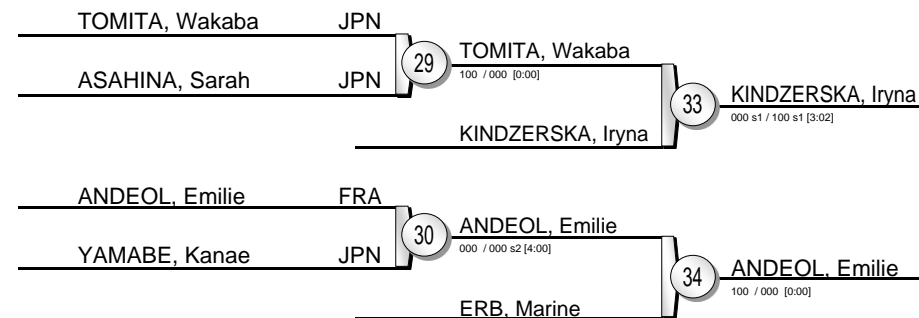 TOMITA, Wakaba JPN
ASAHINA, Sarah JPN
29
TOMITA, Wakaba
100 / 000 [0:00]
KINDZERSKA, Iryna
33
KINDZERSKA, Iryna
000 s1 / 100 s1 [3:02]
ANDEOL, Emilie FRA
YAMABE, Kanae JPN
30
ANDEOL, Emilie
000 / 000 s2 [4:00]
ERB, Marine
34
ANDEOL, Emilie
100 / 000 [0:00]